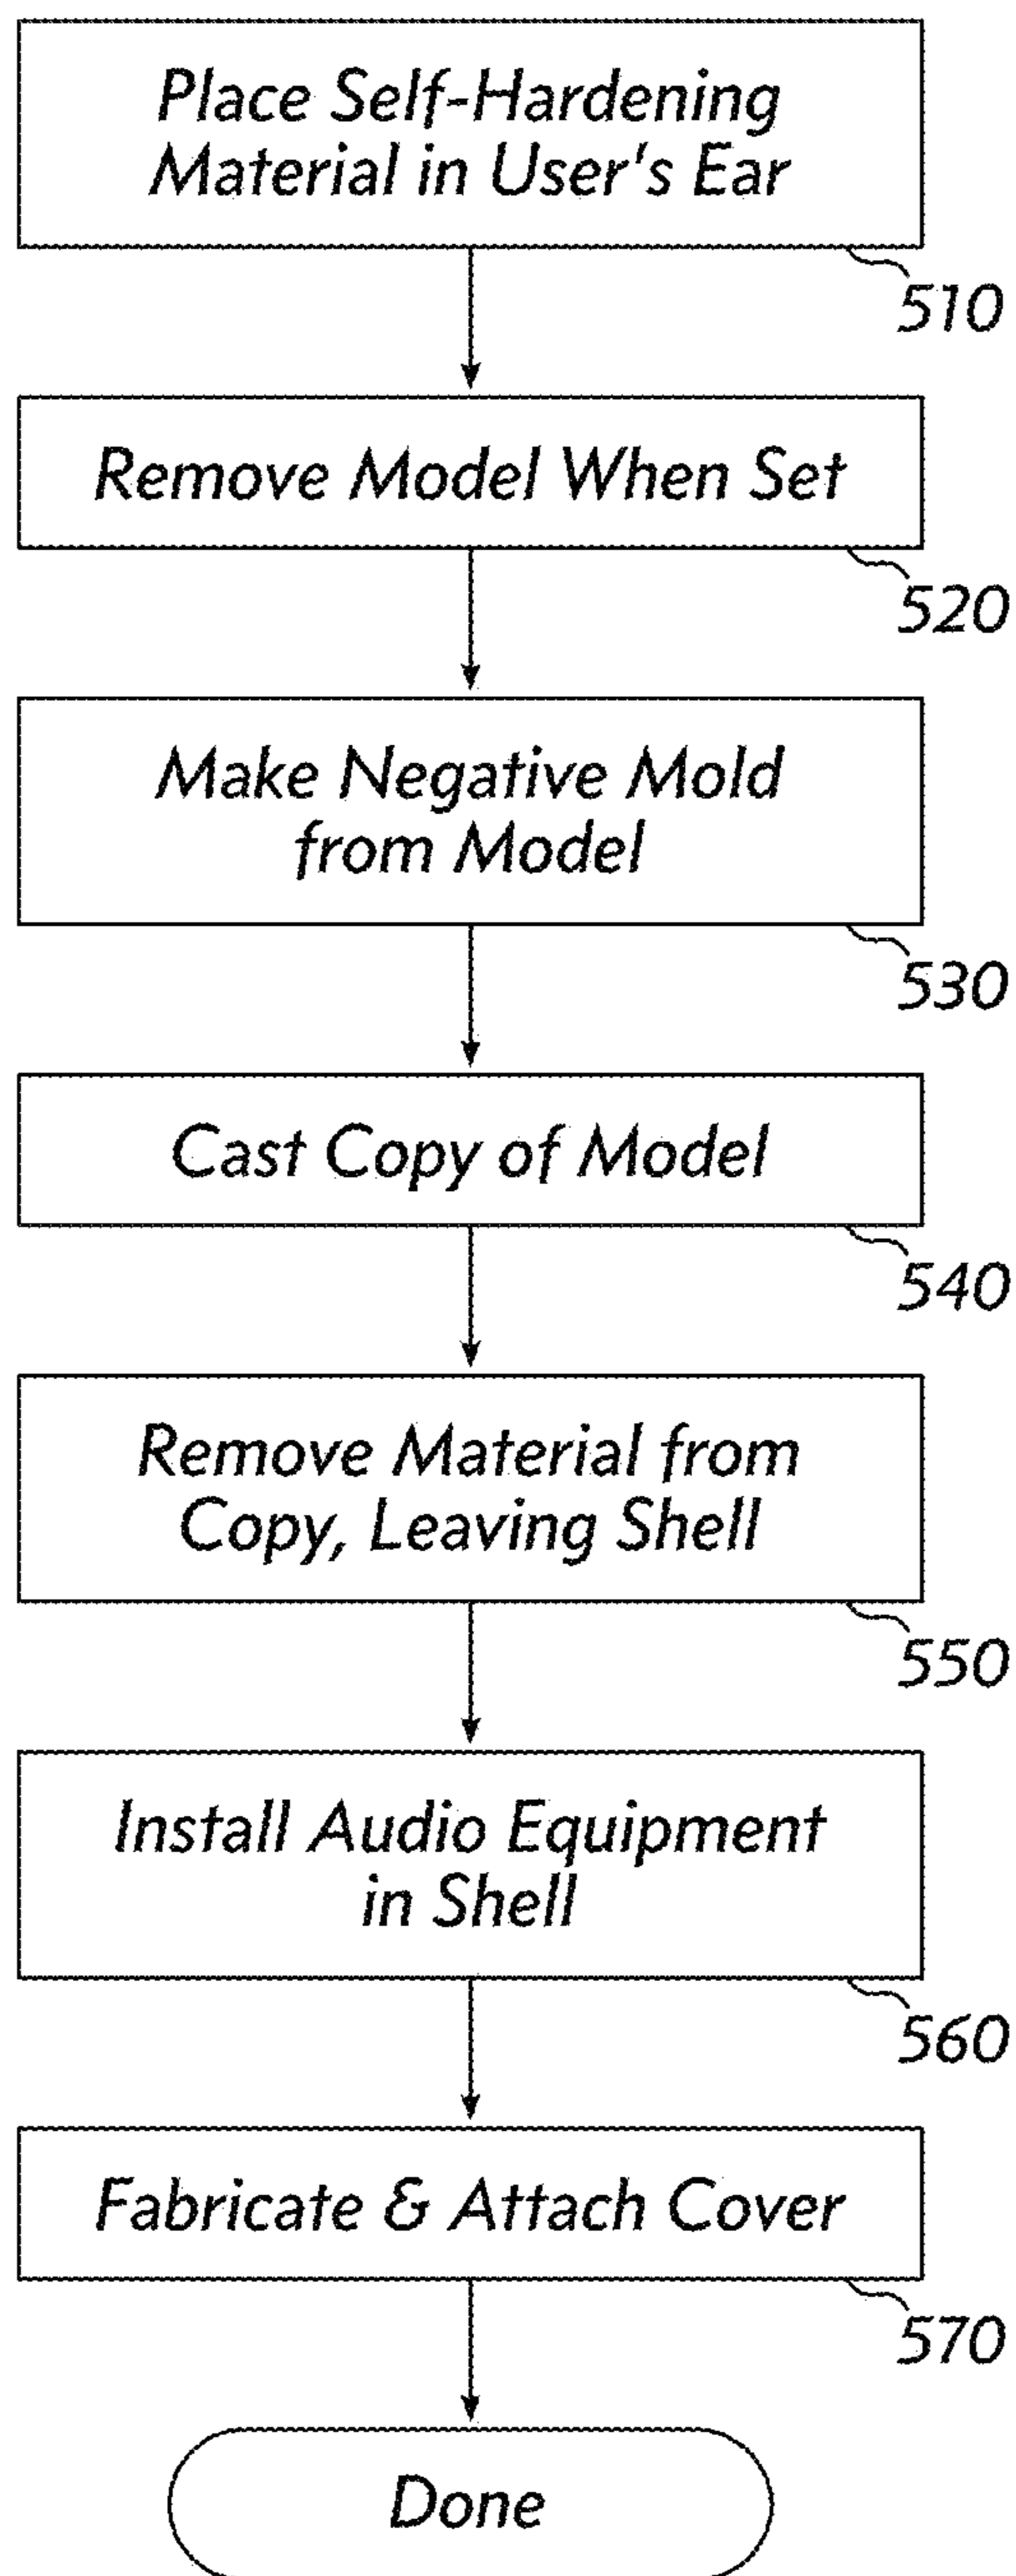 Place Self-Hardening
Material in User's Ear
510
Remove Model When Set
520
Make Negative Mold
from Model
530
Cast Copy of Model
540
Remove Material from
Copy, Leaving Shell
550
Install Audio Equipment
in Shell
560
Fabricate & Attach Cover
570
Done